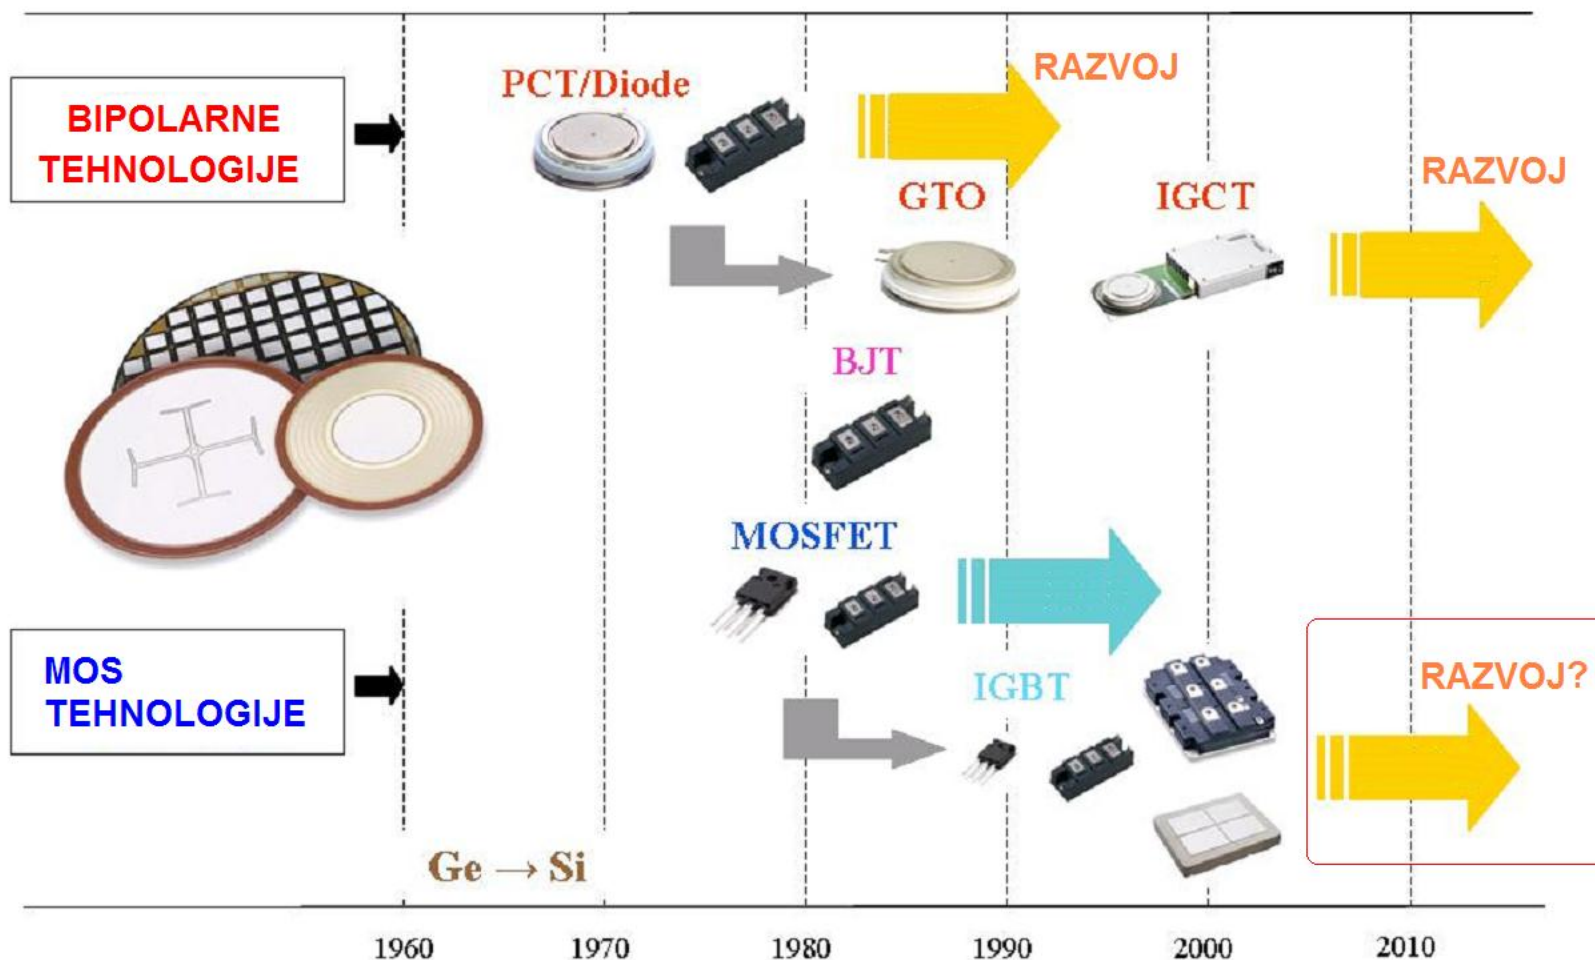 PCT/Diode
RAZVOJ
BIPOLARNE
TEHNOLOGIJE
GTO
IGCT
RAZVOJ
BJT
MOSFET
MOS
TEHNOLOGIJE
IGBT
RAZVOJ?
Ge → Si
1960
1970
1980
1990
2000
2010